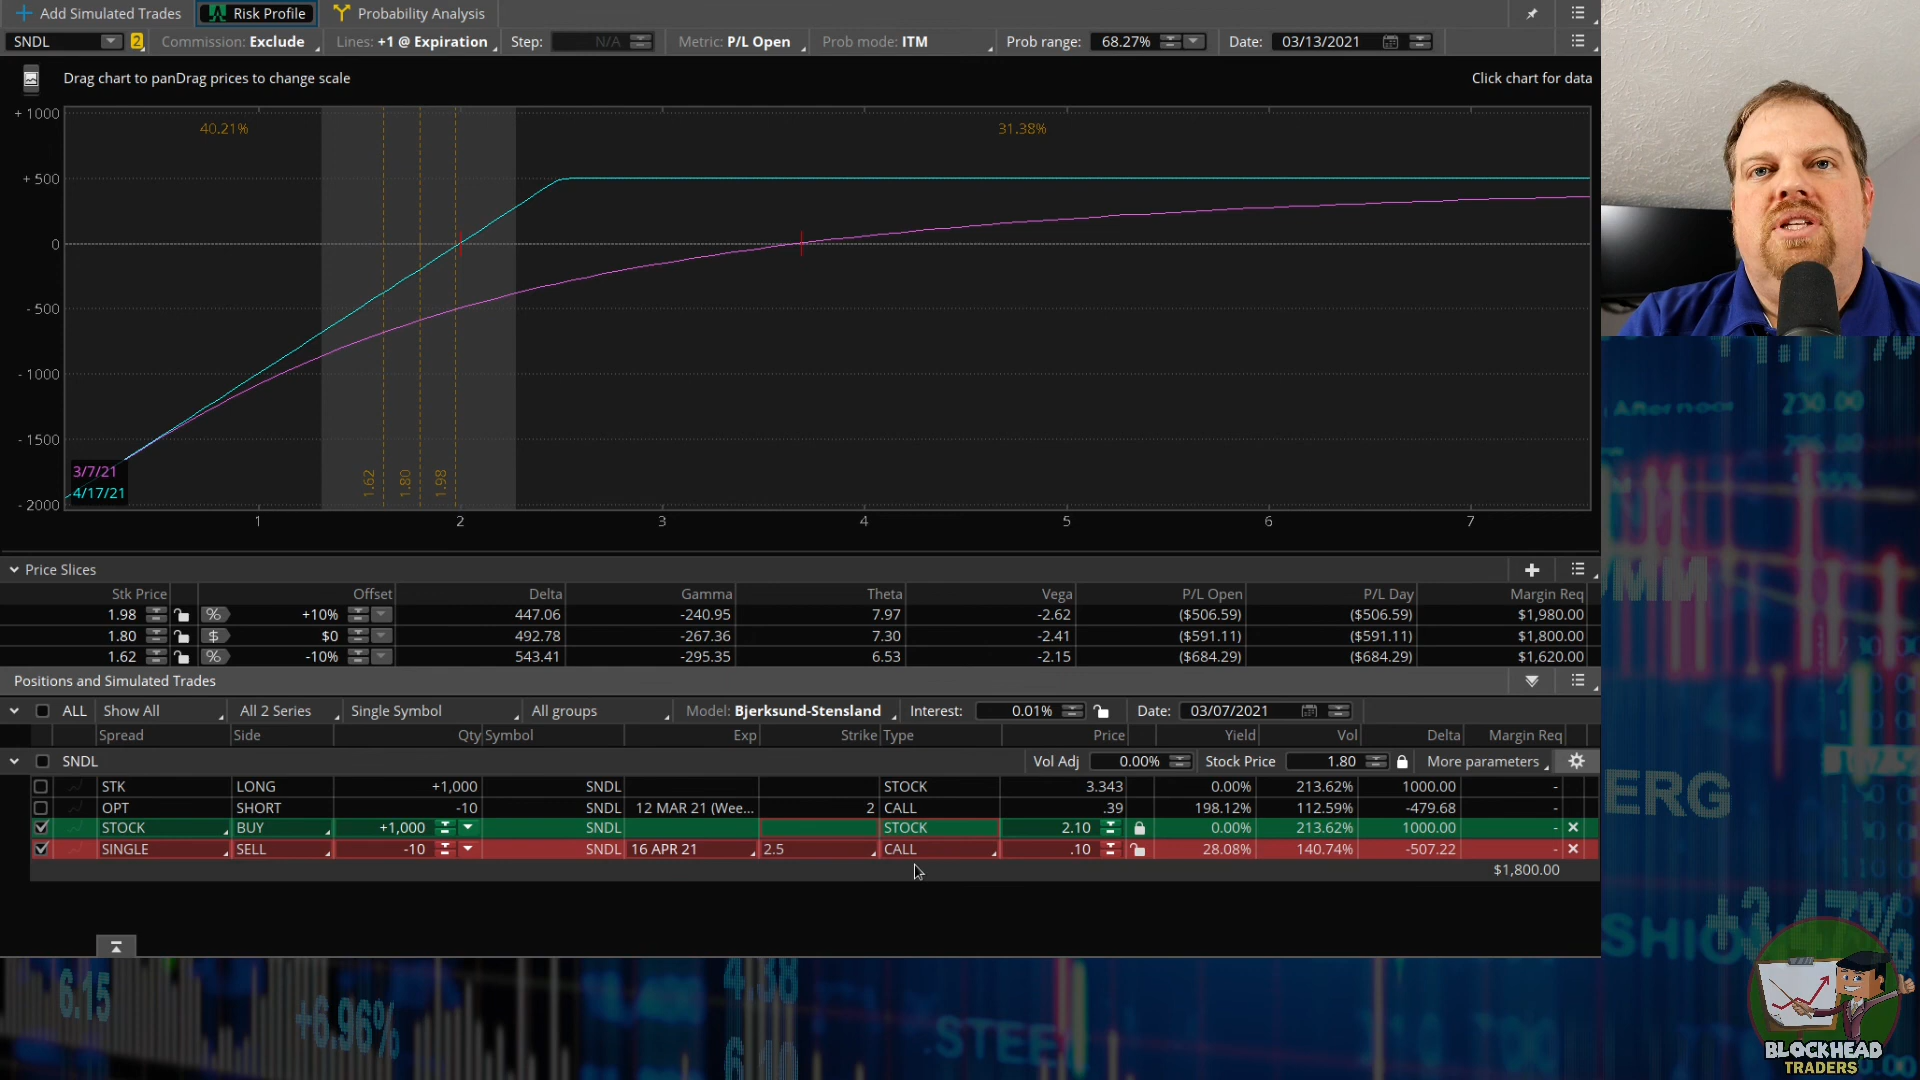 Add Simulated Trades Risk Profile Probability Analysis
SNDL 2 Commission: Exclude Lines: +1 @ Expiration Step: N/A Metric: P/L Open Prob mode: ITM Prob range: 68.27% Date: 03/13/2021
Drag chart to panDrag prices to change scale Click chart for data
+ 1000
40.21% 31.38%
+ 500
0
- 500
- 1000
- 1500
3/7/21
4/17/21
1.62 1.80 1.98
- 2000
1 2 3 4 5 6 7
Price Slices
Stk Price Offset Delta Gamma Theta Vega P/L Open P/L Day Margin Req
1.98 % +10% 447.06 -240.95 7.97 -2.62 ($506.59) ($506.59) $1,980.00
1.80 $ $0 492.78 -267.36 7.30 -2.41 ($591.11) ($591.11) $1,800.00
1.62 % -10% 543.41 -295.35 6.53 -2.15 ($684.29) ($684.29) $1,620.00
Positions and Simulated Trades
ALL Show All All 2 Series Single Symbol All groups Model: Bjerksund-Stensland Interest: 0.01% Date: 03/07/2021
Spread Side Qty Symbol Exp Strike Type Price Yield Vol Delta Margin Req
SNDL Vol Adj 0.00% Stock Price 1.80 More parameters
STK LONG +1,000 SNDL STOCK 3.343 0.00% 213.62% 1000.00 -
OPT SHORT -10 SNDL 12 MAR 21 (Wee... 2 CALL .39 198.12% 112.59% -479.68 -
STOCK BUY +1,000 SNDL STOCK 2.10 0.00% 213.62% 1000.00 -
SINGLE SELL -10 SNDL 16 APR 21 2.5 CALL .10 28.08% 140.74% -507.22 -
$1,800.00
6.15
+6.96%
4.38
STEE
+3.47%
BLOCKHEAD
TRADERS